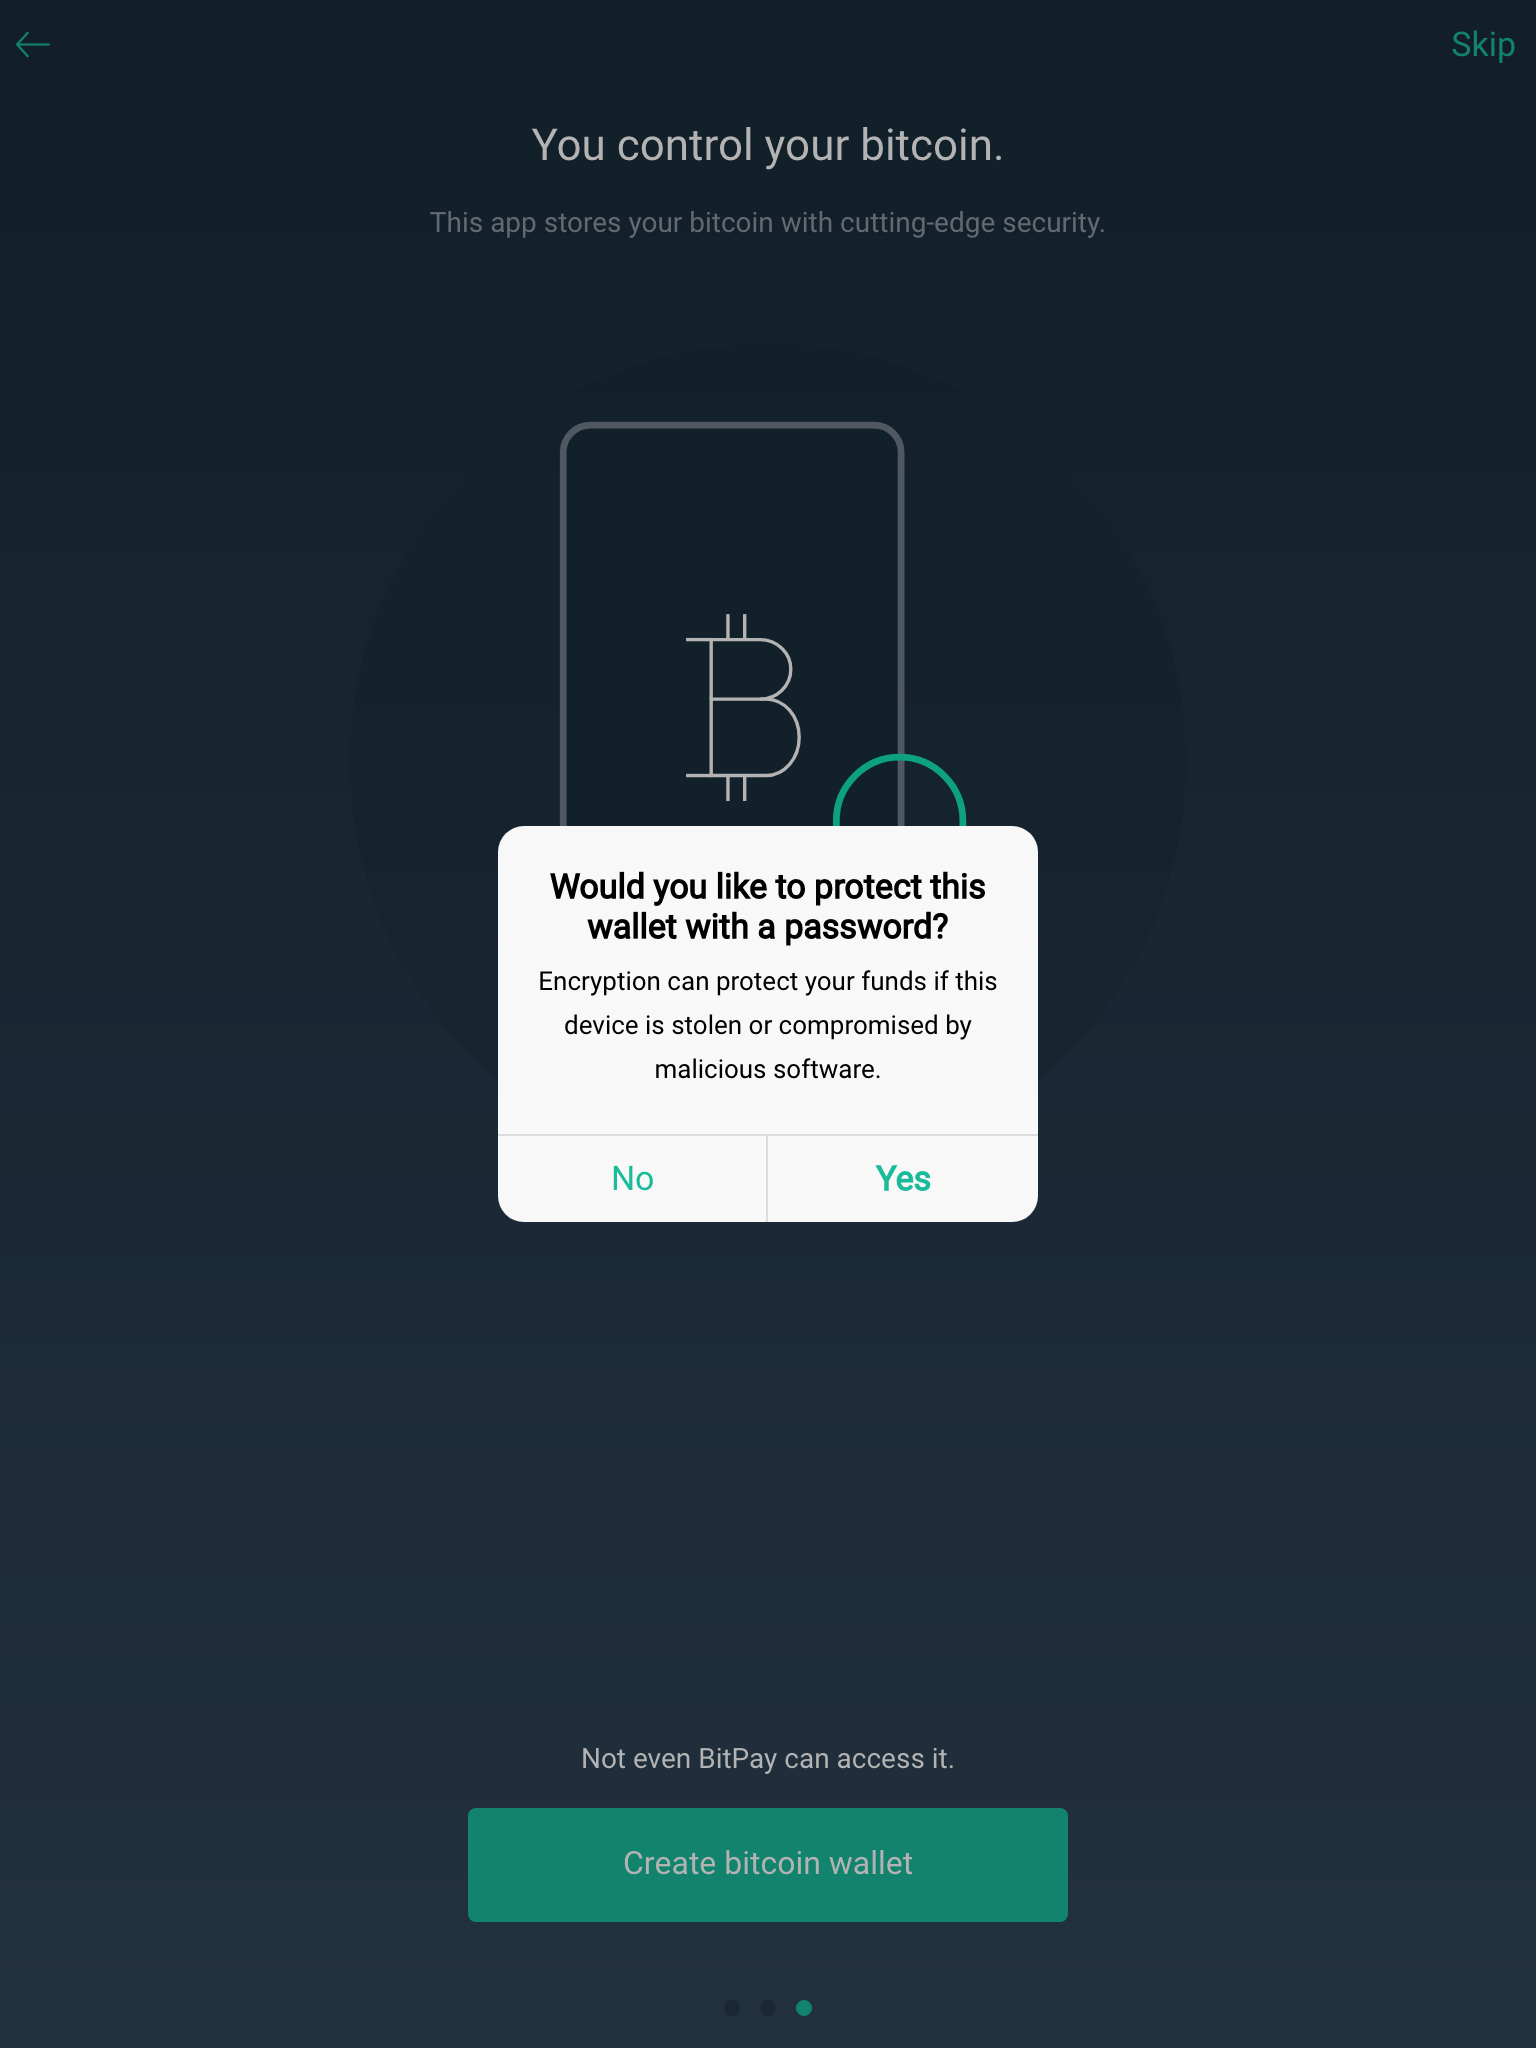 Skip
You control your bitcoin.
This app stores your bitcoin with cutting-edge security.
Would you like to protect this
wallet with a password?
Encryption can protect your funds if this
device is stolen or compromised by
malicious software.
No
Yes
Not even BitPay can access it.
Create bitcoin wallet